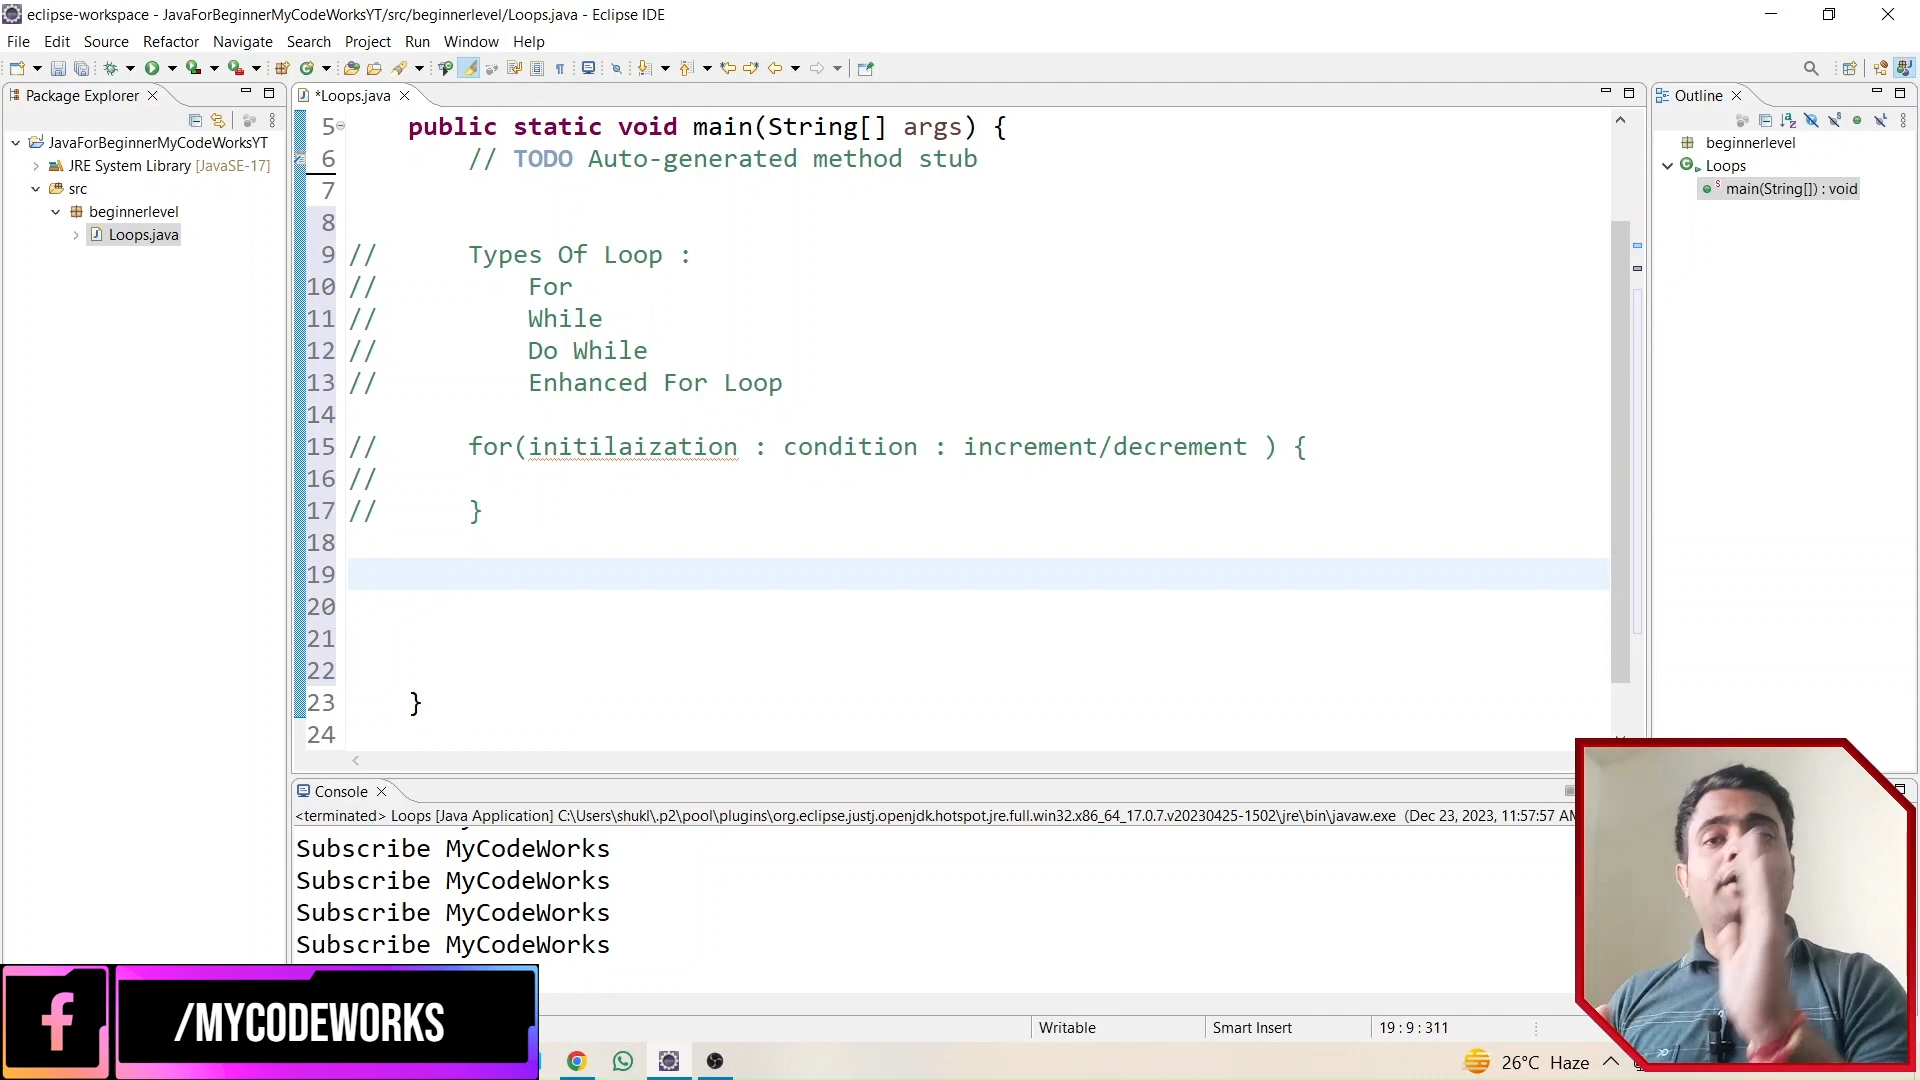 eclipse-workspace - JavaForBeginnerMyCodeWorksYT/src/beginnerlevel/Loops.java - Eclipse IDE
File Edit Source Refactor Navigate Search Project Run Window Help
Package Explorer
JavaForBeginnerMyCodeWorksYT
JRE System Library [JavaSE-17]
src
beginnerlevel
Loops.java
*Loops.java
5 public static void main(String[] args) {
6 // TODO Auto-generated method stub
7
8
9 // Types Of Loop :
10 // For
11 // While
12 // Do While
13 // Enhanced For Loop
14
15 // for(initilaization : condition : increment/decrement ) {
16 //
17 // }
18
19
20
21
22
23 }
24
Outline
beginnerlevel
Loops
main(String[]) : void
Console
<terminated> Loops [Java Application] C:\Users\shukl\.p2\pool\plugins\org.eclipse.justj.openjdk.hotspot.jre.full.win32.x86_64_17.0.7.v20230425-1502\jre\bin\javaw.exe (Dec 23, 2023, 11:57:57 AM
Subscribe MyCodeWorks
Subscribe MyCodeWorks
Subscribe MyCodeWorks
Subscribe MyCodeWorks
f /MYCODEWORKS
Writable Smart Insert 19 : 9 : 311
26°C Haze